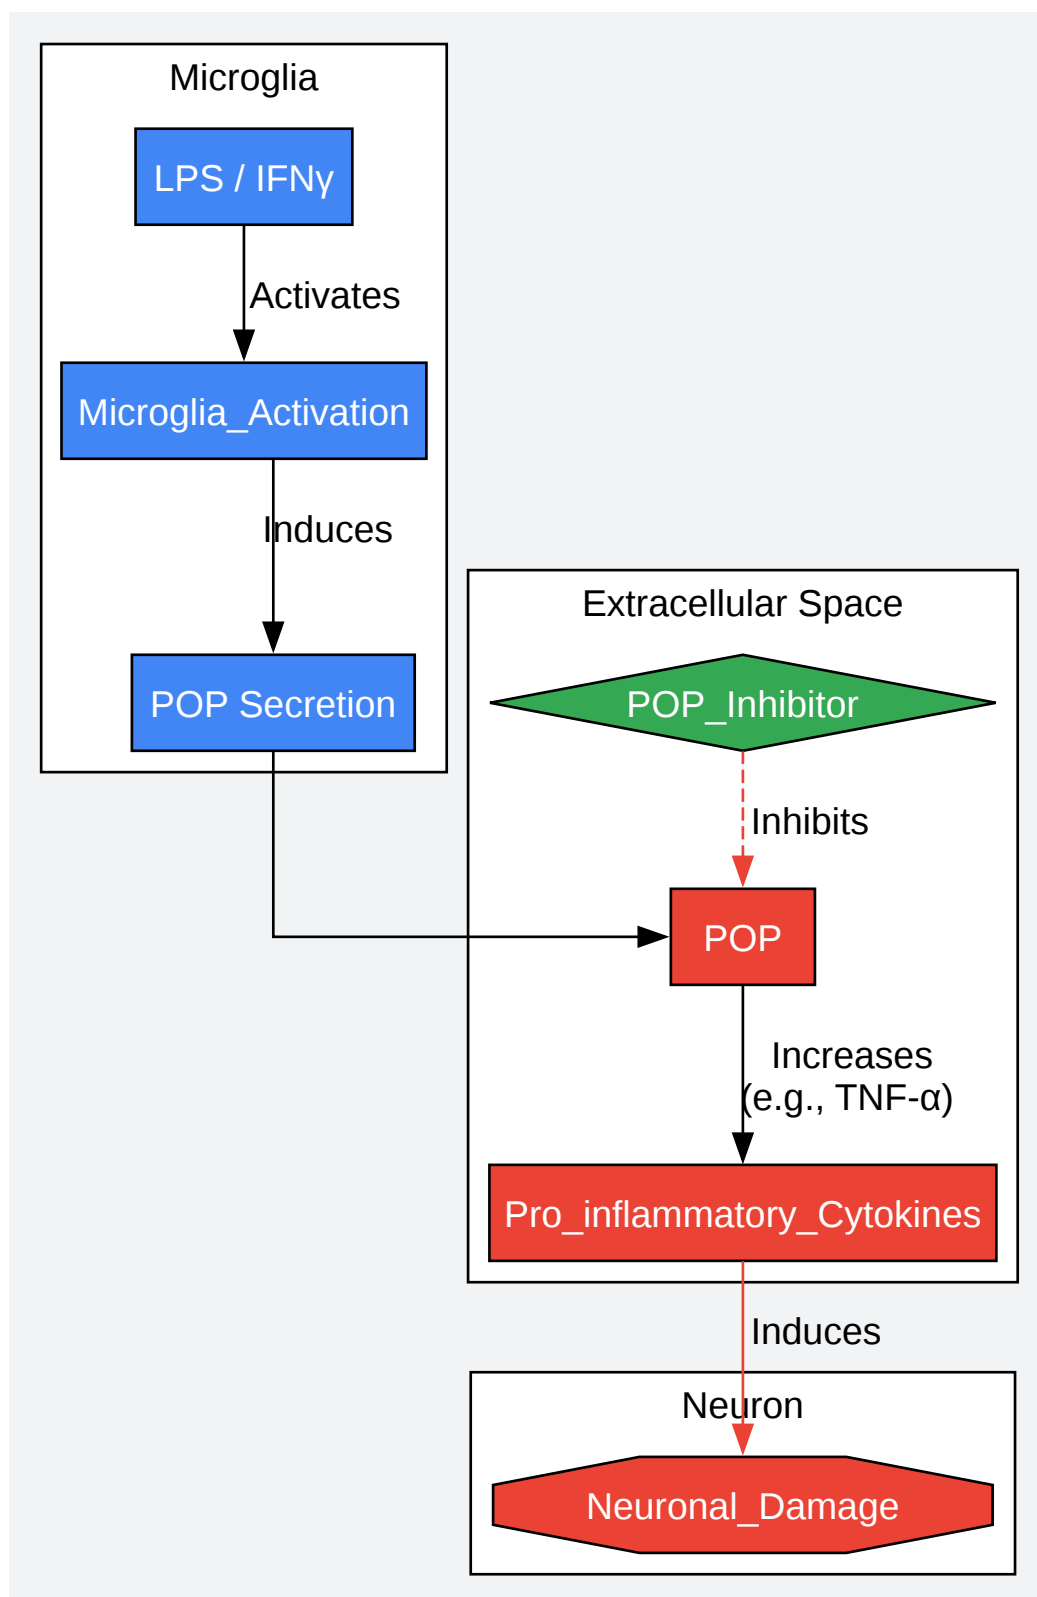 Microglia
LPS / IFNγ
Activates
Microglia_Activation
Induces
POP Secretion
Extracellular Space
POP_Inhibitor
Inhibits
POP
Increases
(e.g., TNF-α)
Pro_inflammatory_Cytokines
Induces
Neuron
Neuronal_Damage